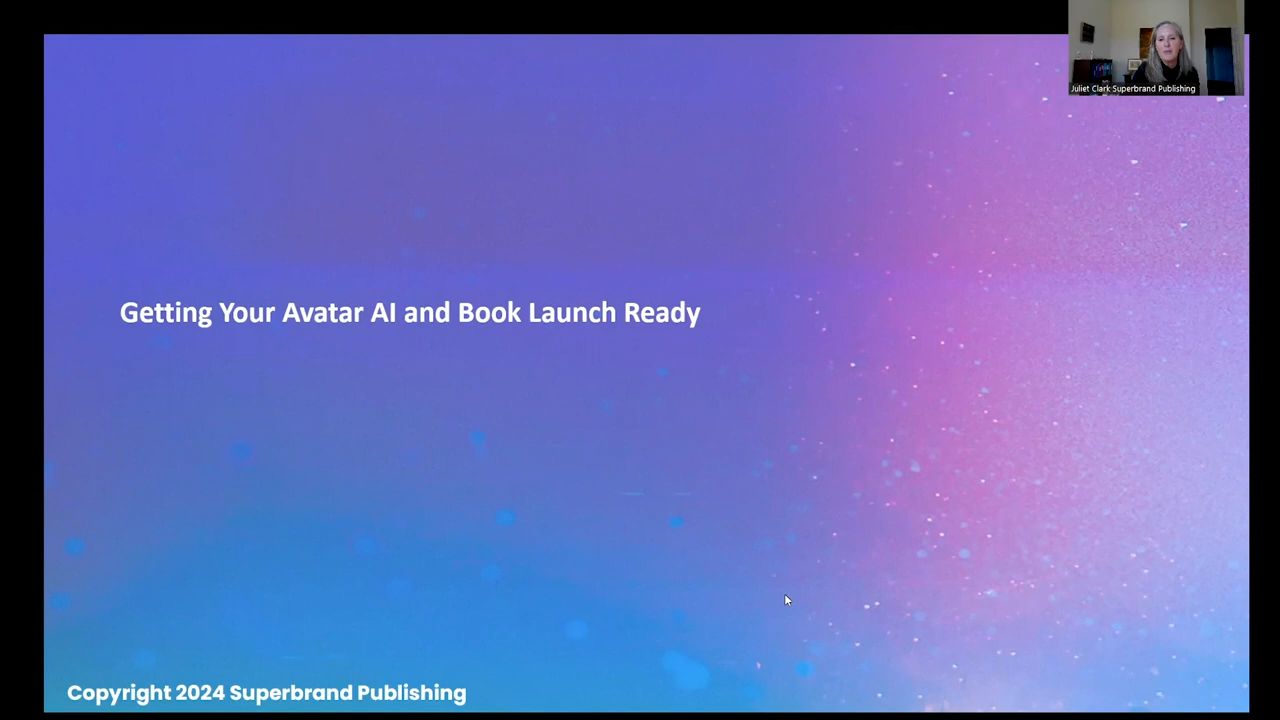 Juliet Clark Superbrand Publishing
Getting Your Avatar AI and Book Launch Ready
Copyright 2024 Superbrand Publishing